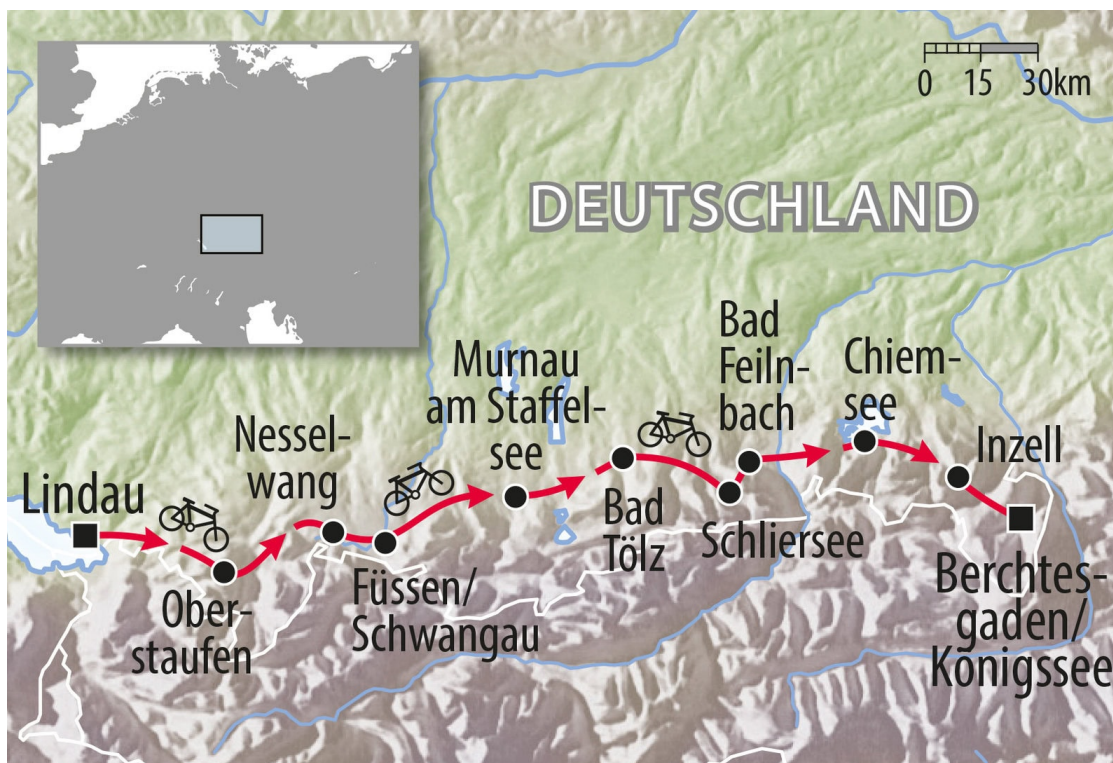 0 15 30km
DEUTSCHLAND
Lindau
Ober-
staufen
Nessel-
wang
Füssen/
Schwangau
Murnau
am Staffel-
see
Bad
Tölz
Schliersee
Bad
Feiln-
bach
Chiem-
see
Inzell
Berchtes-
gaden/
Königssee